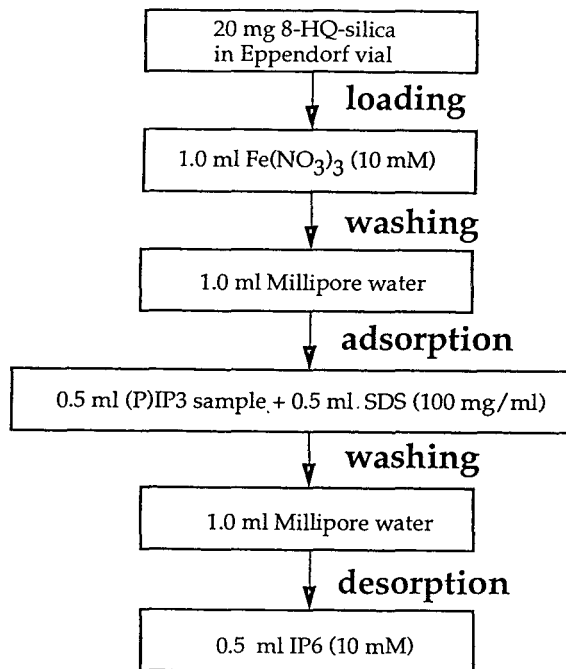 20 mg 8-HQ-silica
in Eppendorf vial
loading
1.0 ml Fe(NO3)3 (10 mM)
washing
1.0 ml Millipore water
adsorption
0.5 ml (P)IP3 sample + 0.5 ml SDS (100 mg/ml)
washing
1.0 ml Millipore water
desorption
0.5 ml IP6 (10 mM)